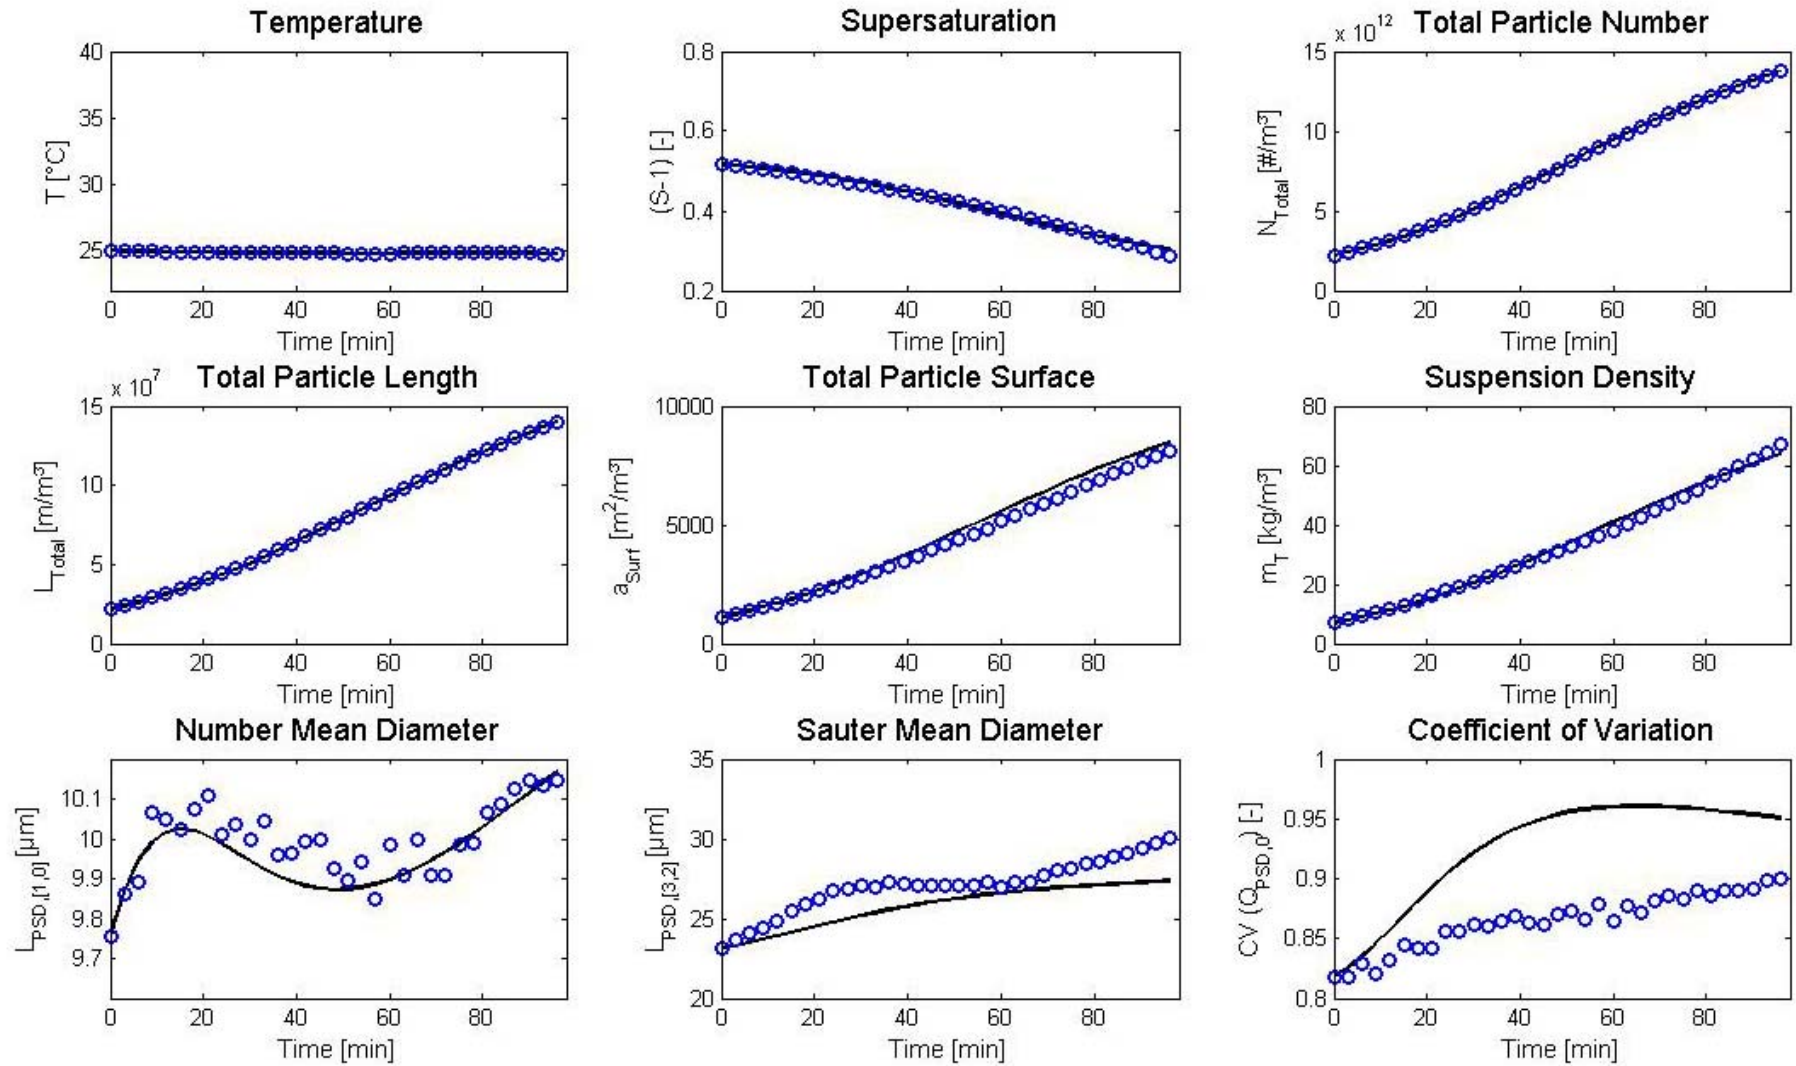 Temperature
40
35
30
25
T [°C]
0 20 40 60 80
Time [min]
Supersaturation
0.8
0.6
0.4
0.2
(S-1) [-]
0 20 40 60 80
Time [min]
x 10^12 Total Particle Number
15
10
5
0
N_Total [#/m³]
0 20 40 60 80
Time [min]
x 10^7 Total Particle Length
15
10
5
0
L_Total [m/m³]
0 20 40 60 80
Time [min]
Total Particle Surface
10000
5000
0
a_Surf [m²/m³]
0 20 40 60 80
Time [min]
Suspension Density
80
60
40
20
0
m_T [kg/m³]
0 20 40 60 80
Time [min]
Number Mean Diameter
10.1
10
9.9
9.8
9.7
L_PSD,[1,0] [µm]
0 20 40 60 80
Time [min]
Sauter Mean Diameter
35
30
25
20
L_PSD,[3,2] [µm]
0 20 40 60 80
Time [min]
Coefficient of Variation
1
0.95
0.9
0.85
0.8
CV (Q_PSD,0) [-]
0 20 40 60 80
Time [min]